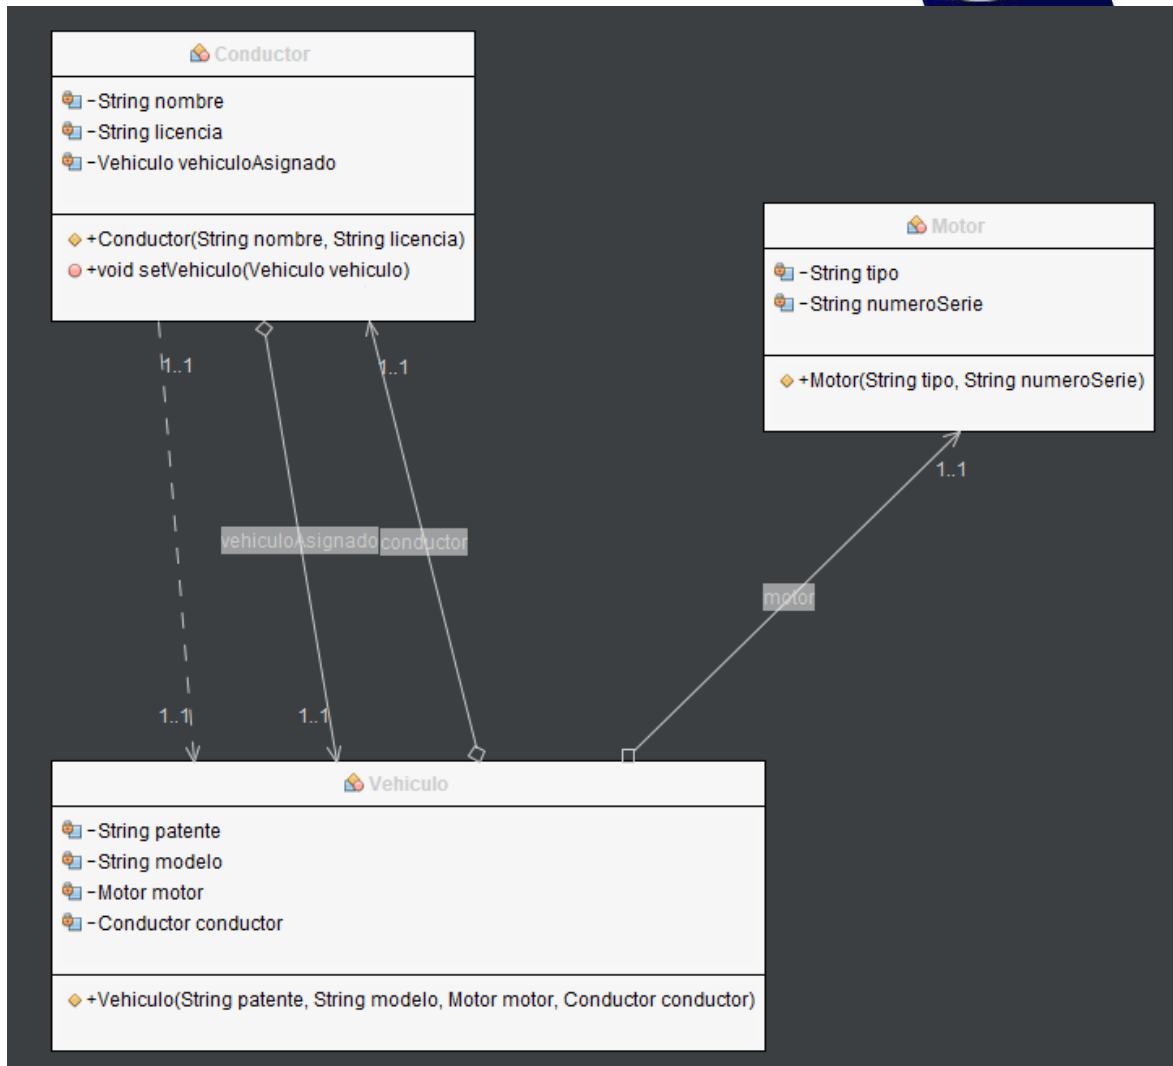 Conductor
-String nombre
-String licencia
-Vehiculo vehiculoAsignado
+Conductor(String nombre, String licencia)
+void setVehiculo(Vehiculo vehiculo)
Motor
-String tipo
-String numeroSerie
+Motor(String tipo, String numeroSerie)
1..1
1..1
1..1
vehiculoAsignado
conductor
motor
1..1
1..1
Vehiculo
-String patente
-String modelo
-Motor motor
-Conductor conductor
+Vehiculo(String patente, String modelo, Motor motor, Conductor conductor)